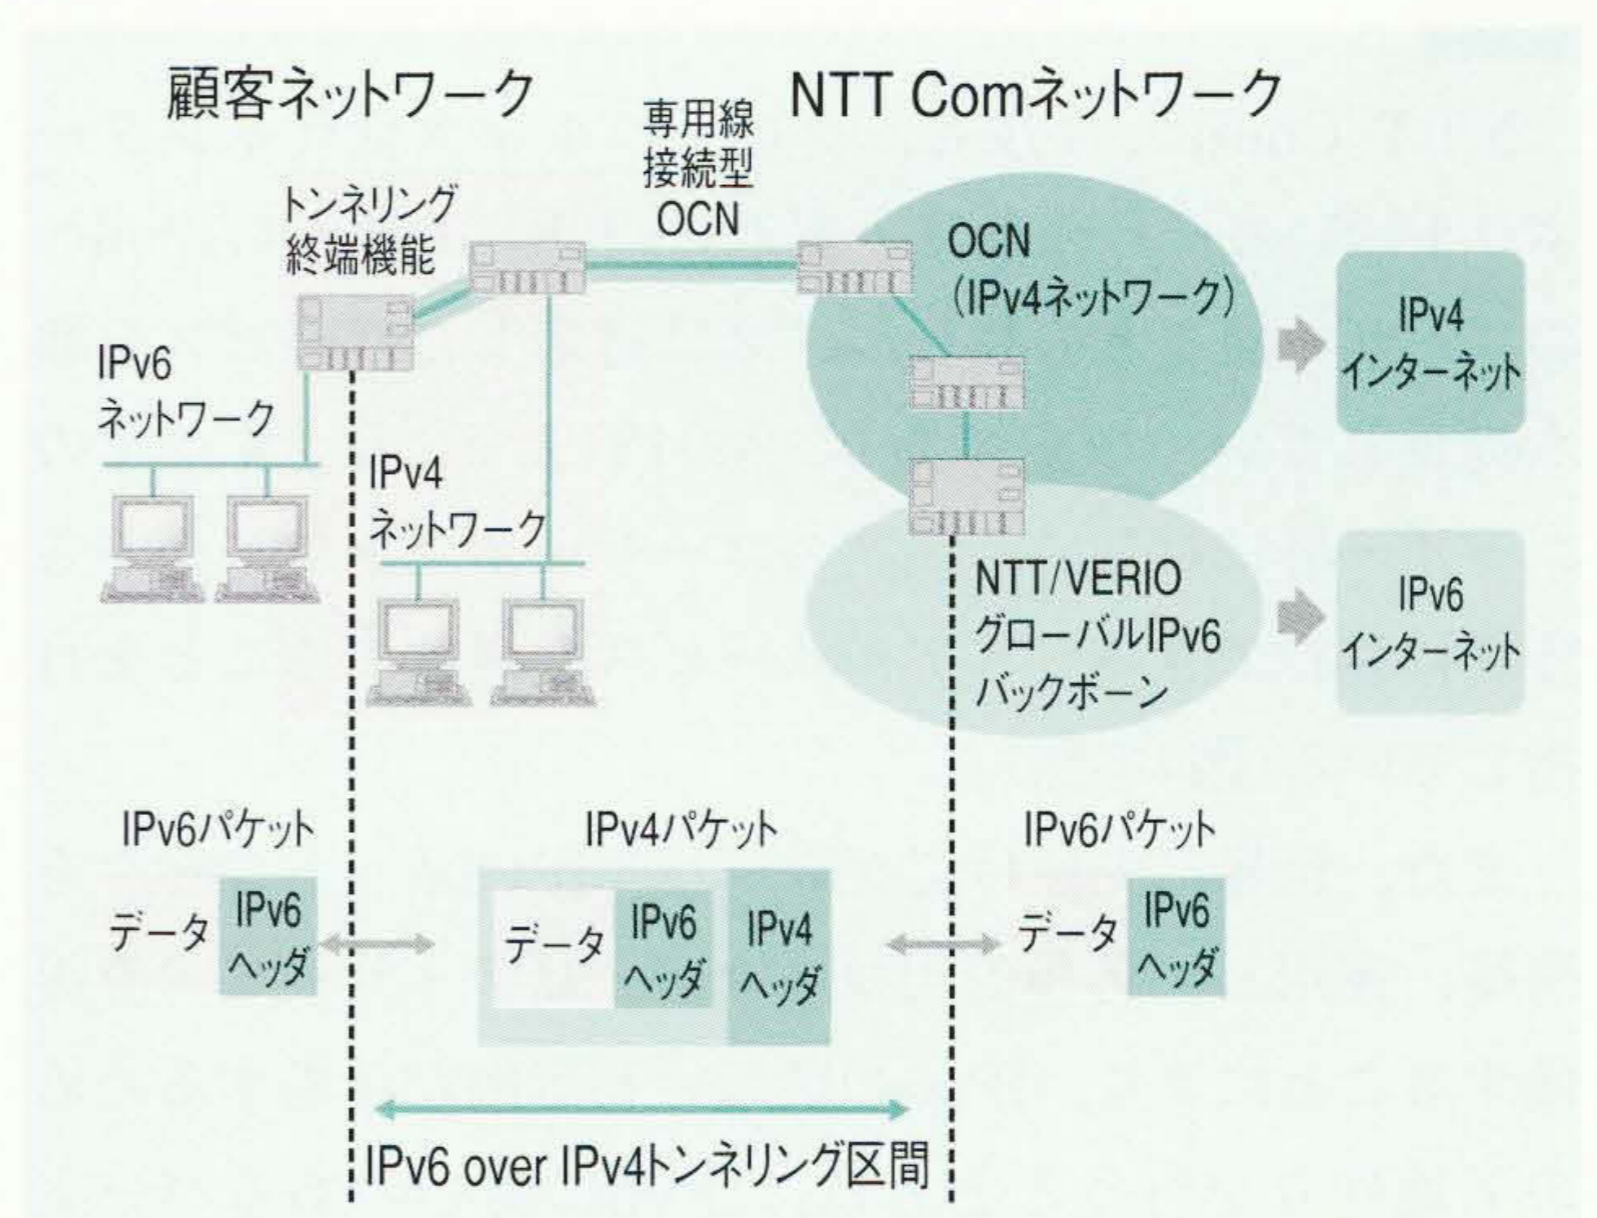 顧客ネットワーク
NTT Comネットワーク
専用線
接続型
OCN
トンネリング
終端機能
OCN
(IPv4ネットワーク)
IPv4
インターネット
IPv6
ネットワーク
IPv4
ネットワーク
NTT/VERIO
グローバルIPv6
バックボーン
IPv6
インターネット
IPv6パケット
データ
IPv6
ヘッダ
IPv4パケット
データ
IPv6
ヘッダ
IPv4
ヘッダ
IPv6パケット
データ
IPv6
ヘッダ
IPv6 over IPv4トンネリング区間